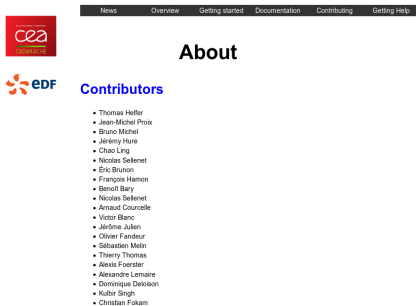 News Overview Getting started Documentation Contributing Getting Help
cea
CADARACHE
eDF
About
Contributors
Thomas Helfer
Jean-Michel Proix
Bruno Michel
Jérémy Hure
Chao Ling
Nicolas Sellenet
Éric Brunon
François Hamon
Benoît Bary
Nicolas Sellenet
Arnaud Courcelle
Victor Blanc
Jérôme Julien
Olivier Fandeur
Sébastien Melin
Thierry Thomas
Alexis Foerster
Alexandre Lemaire
Dominique Deloison
Kulbir Singh
Christian Fokam